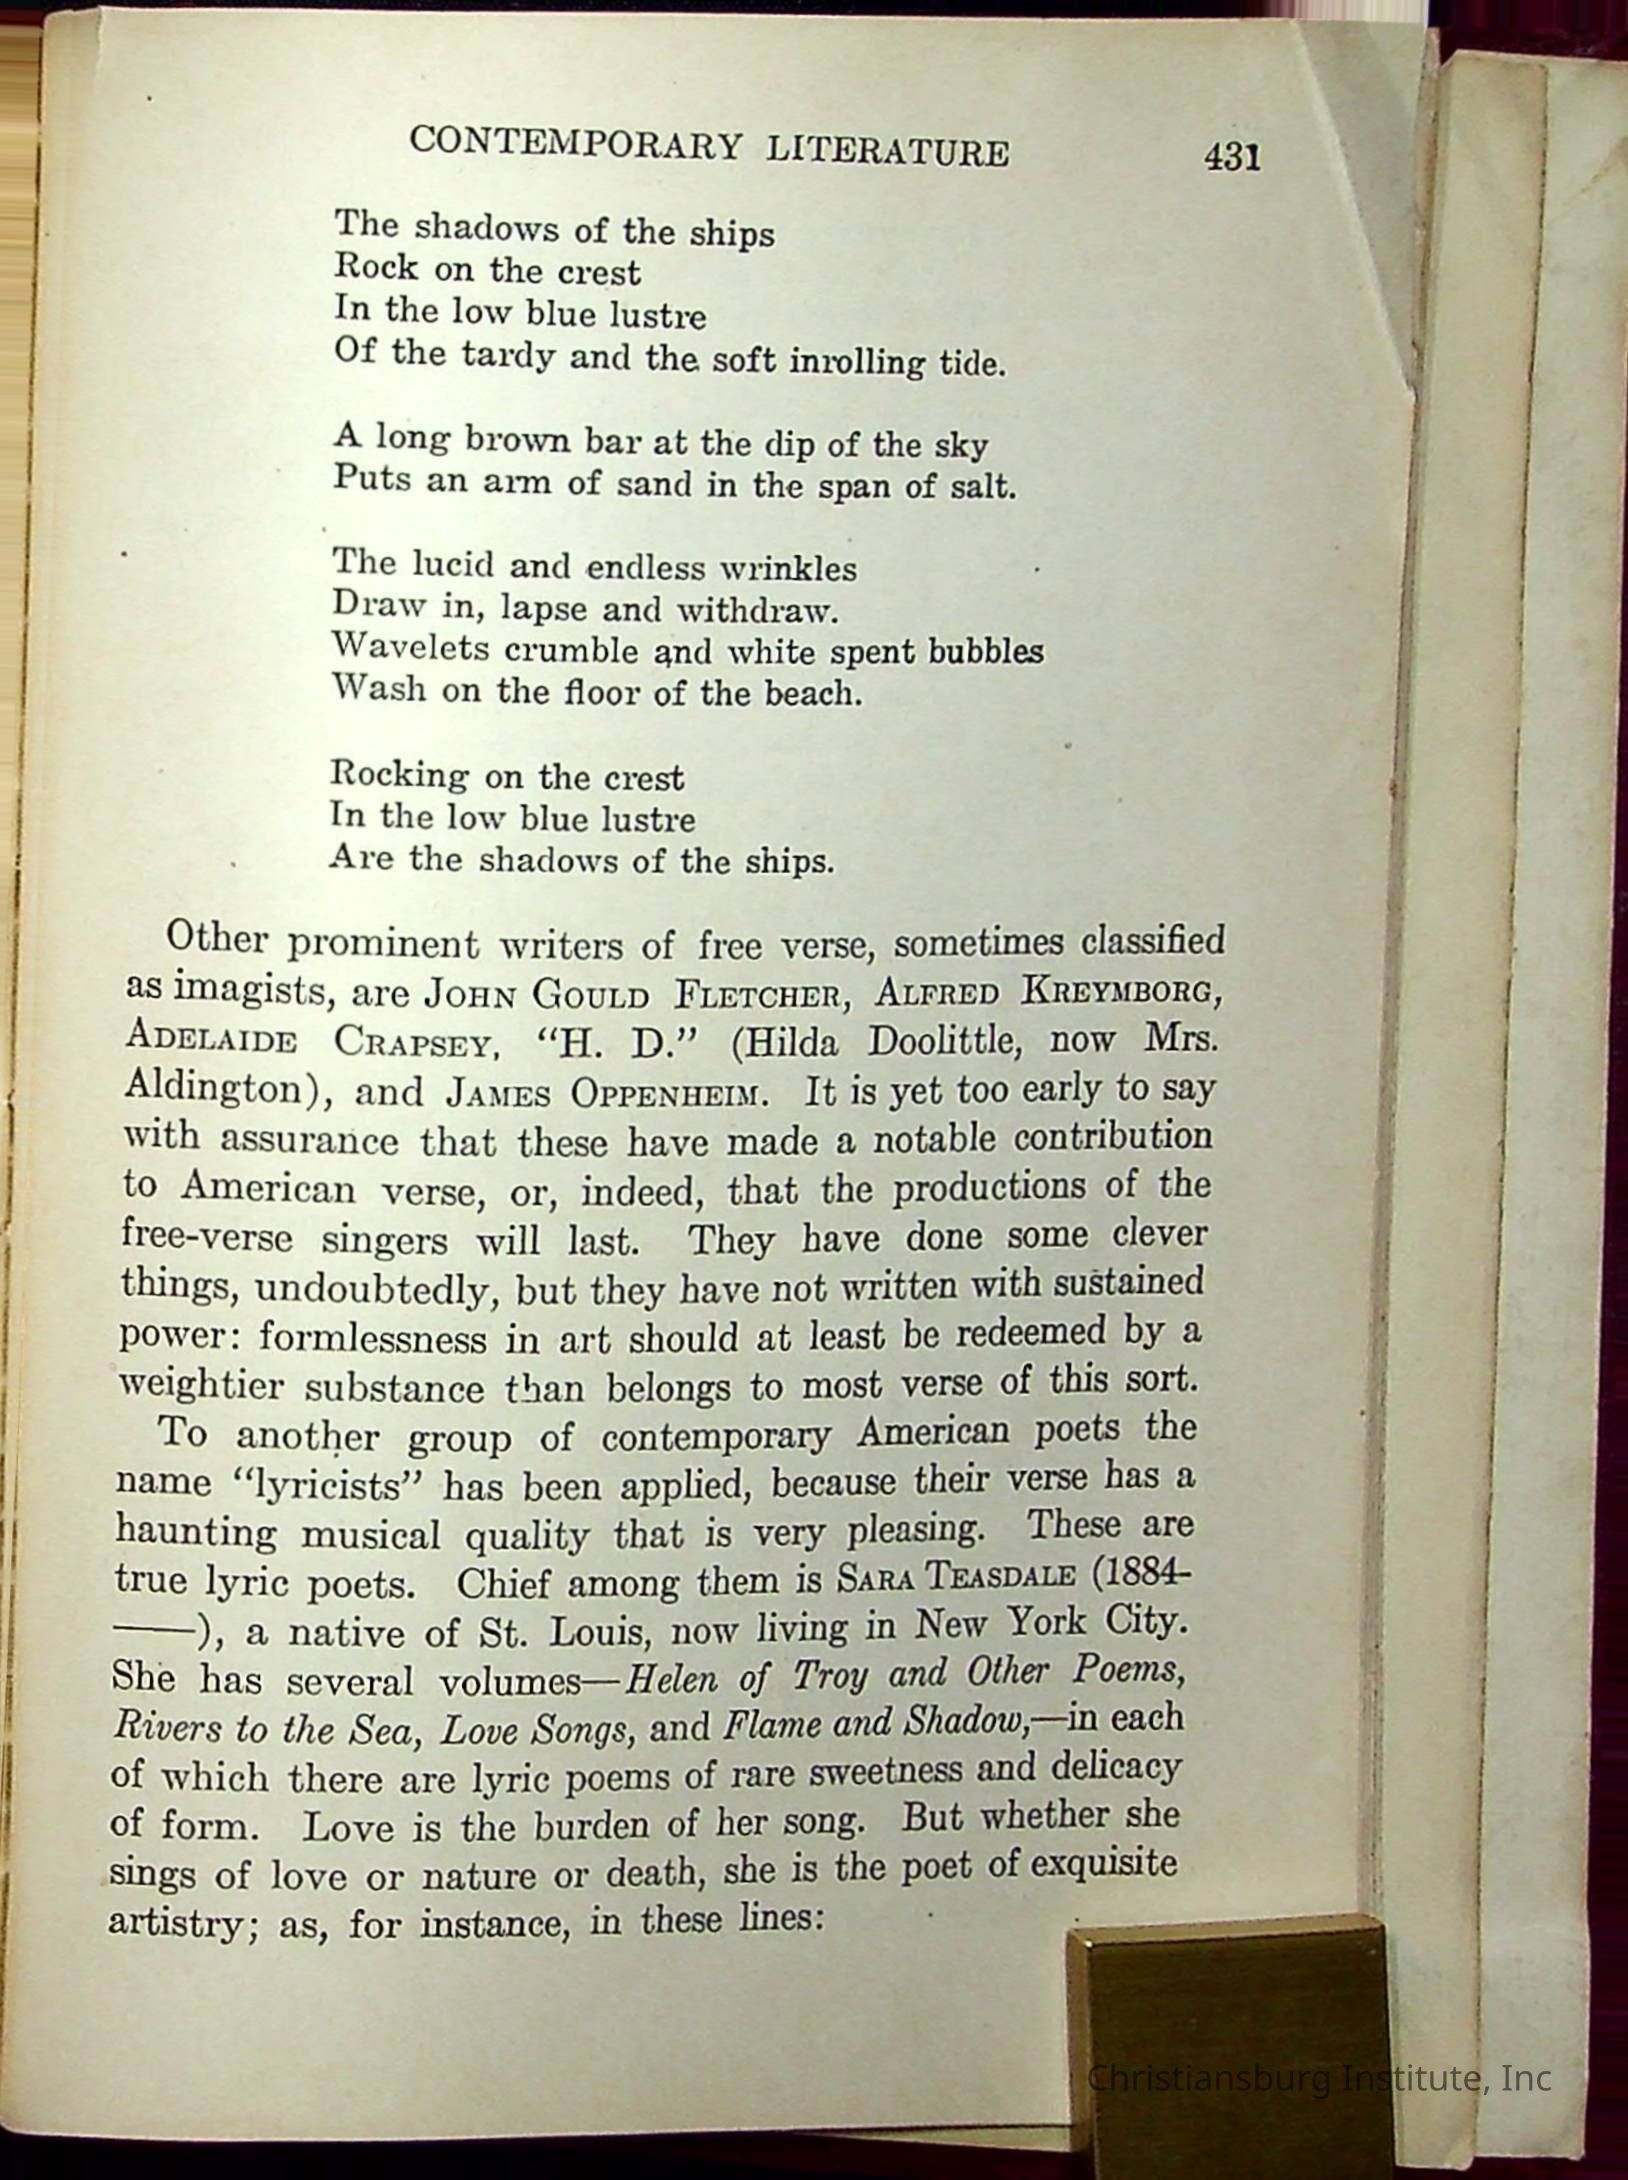 CONTEMPORARY LITERATURE 431
The shadows of the ships
Rock on the crest
In the low blue lustre
Of the tardy and the soft inrolling tide.
A long brown bar at the dip of the sky
Puts an arm of sand in the span of salt.
The lucid and endless wrinkles
Draw in, lapse and withdraw.
Wavelets crumble and white spent bubbles
Wash on the floor of the beach.
Rocking on the crest
In the low blue lustre
Are the shadows of the ships.
Other prominent writers of free verse, sometimes classified
as imagists, are JOHN GOULD FLETCHER, ALFRED KREYMBORG,
ADELAIDE CRAPSEY, “H. D.” (Hilda Doolittle, now Mrs.
Aldington), and JAMES OPPENHEIM. It is yet too early to say
with assurance that these have made a notable contribution
to American verse, or, indeed, that the productions of the
free-verse singers will last. They have done some clever
things, undoubtedly, but they have not written with sustained
power: formlessness in art should at least be redeemed by a
weightier substance than belongs to most verse of this sort.
To another group of contemporary American poets the
name “lyricists” has been applied, because their verse has a
haunting musical quality that is very pleasing. These are
true lyric poets. Chief among them is SARA TEASDALE (1884-
——), a native of St. Louis, now living in New York City.
She has several volumes—Helen of Troy and Other Poems,
Rivers to the Sea, Love Songs, and Flame and Shadow,—in each
of which there are lyric poems of rare sweetness and delicacy
of form. Love is the burden of her song. But whether she
sings of love or nature or death, she is the poet of exquisite
artistry; as, for instance, in these lines:
Christiansburg Institute, Inc